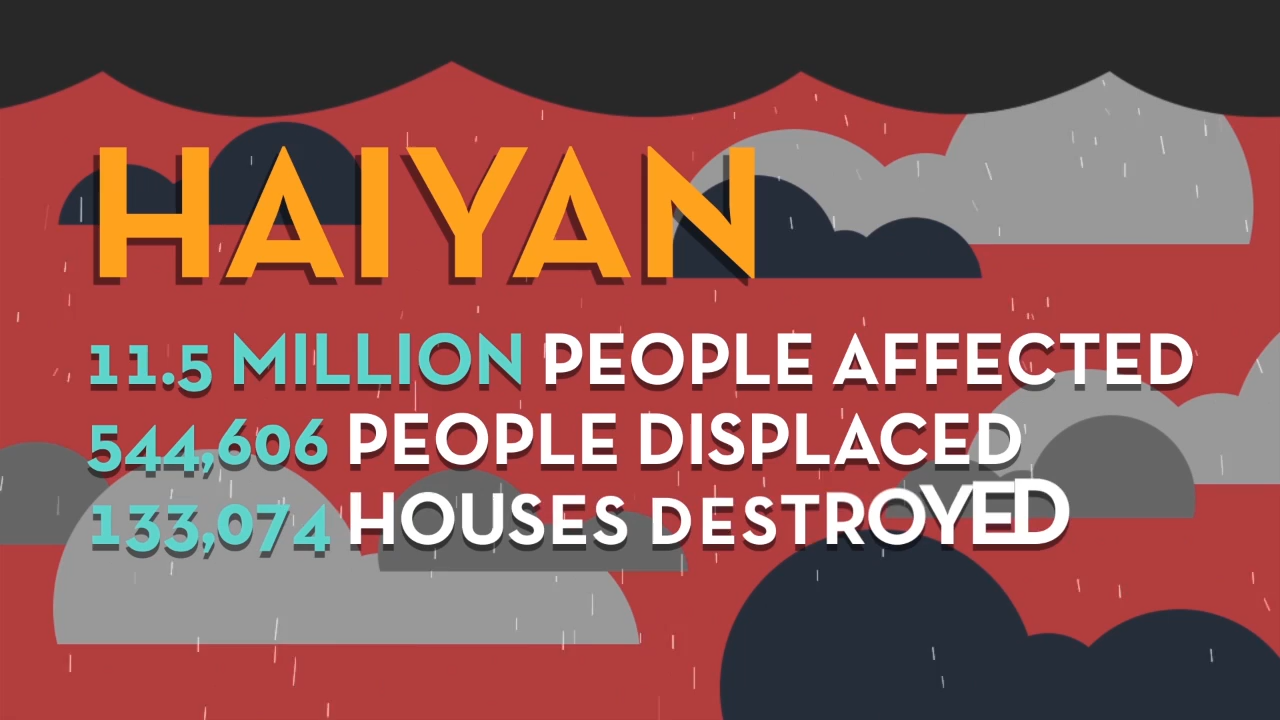 HAIYAN
11.5 MILLION PEOPLE AFFECTED
544,606 PEOPLE DISPLACED
133,074 HOUSES DESTROYED